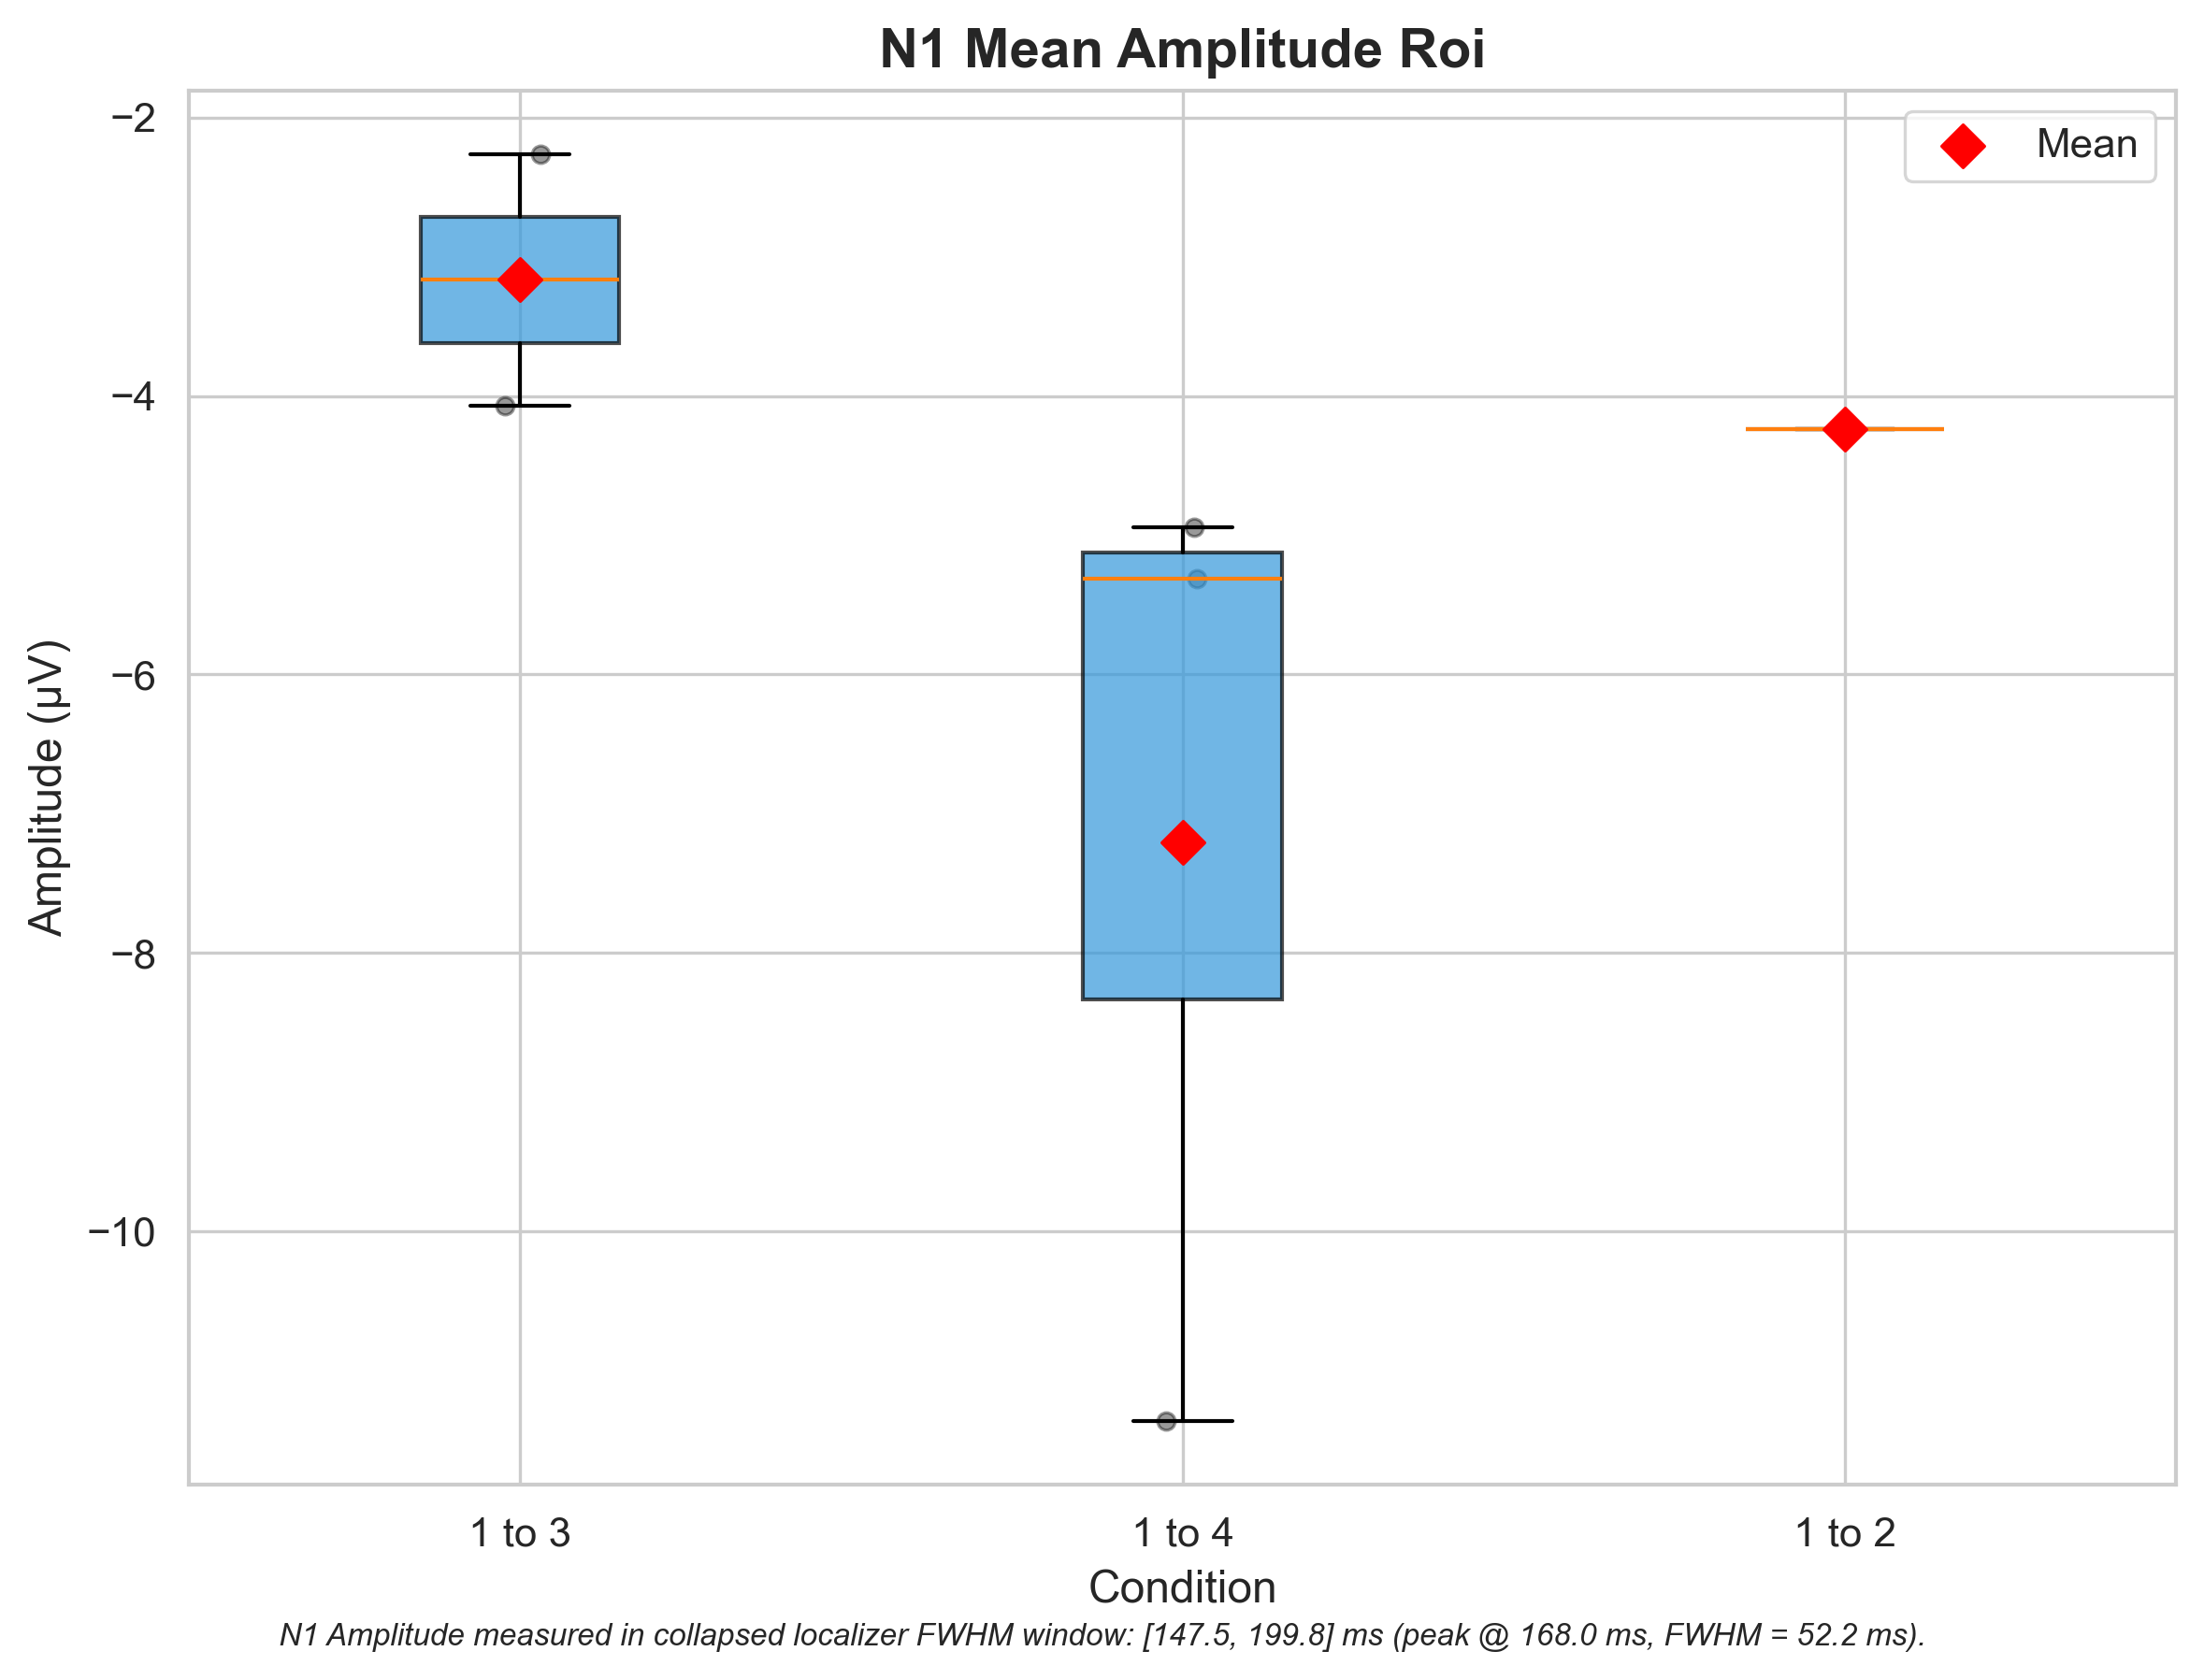 N1 Mean Amplitude Roi
Mean
−2
−4
−6
−8
−10
Amplitude (µV)
1 to 3
1 to 4
1 to 2
Condition
N1 Amplitude measured in collapsed localizer FWHM window: [147.5, 199.8] ms (peak @ 168.0 ms, FWHM = 52.2 ms).